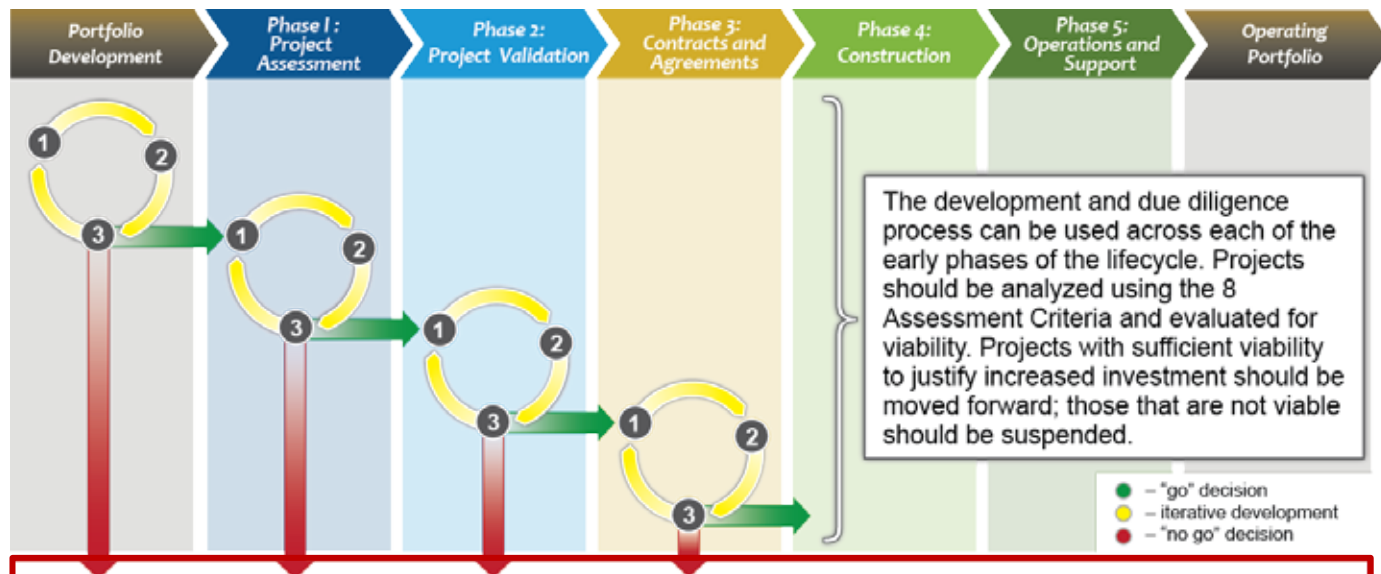 Portfolio
Development
Phase 1:
Project
Assessment
Phase 2:
Project Validation
Phase 3:
Contracts and
Agreements
Phase 4:
Construction
Phase 5:
Operations and
Support
Operating
Portfolio
1
2
3
1
2
3
1
2
3
1
2
3
The development and due diligence
process can be used across each of the
early phases of the lifecycle. Projects
should be analyzed using the 8
Assessment Criteria and evaluated for
viability. Projects with sufficient viability
to justify increased investment should be
moved forward; those that are not viable
should be suspended.
– "go" decision
– iterative development
– "no go" decision